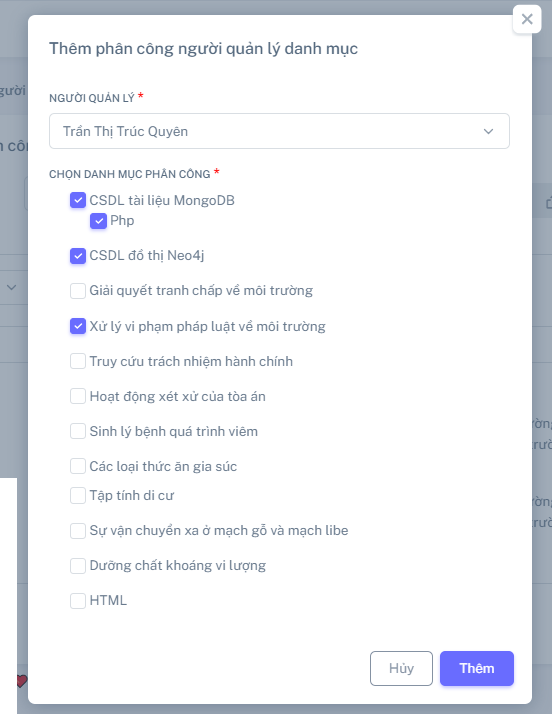 Thêm phân công người quản lý danh mục
NGƯỜI QUẢN LÝ *
Trần Thị Trúc Quyên
CHỌN DANH MỤC PHÂN CÔNG *
CSDL tài liệu MongoDB
Php
CSDL đồ thị Neo4j
Giải quyết tranh chấp về môi trường
Xử lý vi phạm pháp luật về môi trường
Truy cứu trách nhiệm hành chính
Hoạt động xét xử của tòa án
Sinh lý bệnh quá trình viêm
Các loại thức ăn gia súc
Tập tính di cư
Sự vận chuyển xa ở mạch gỗ và mạch libe
Dưỡng chất khoáng vi lượng
HTML
Hủy
Thêm